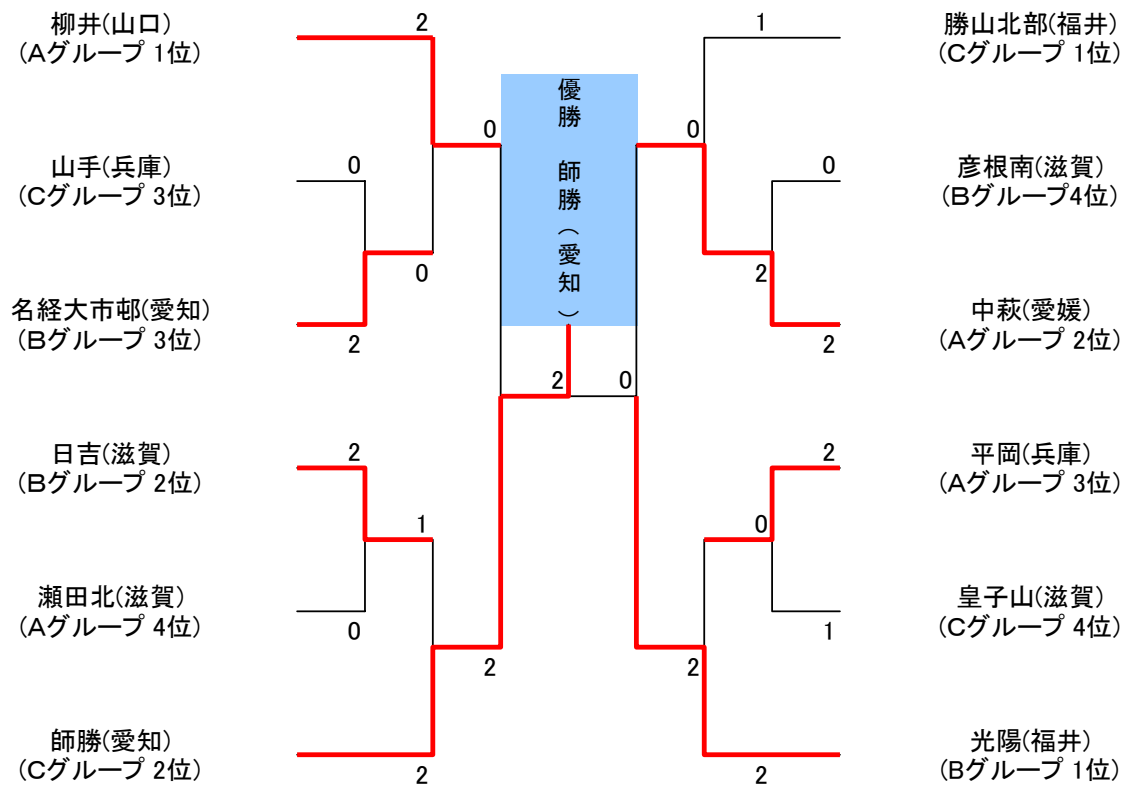 柳井(山口)
(Aグループ 1位)
2
山手(兵庫)
(Cグループ 3位)
0
0
名経大市邨(愛知)
(Bグループ 3位)
2
0
日吉(滋賀)
(Bグループ 2位)
2
1
瀬田北(滋賀)
(Aグループ 4位)
0
2
師勝(愛知)
(Cグループ 2位)
2
優勝 師勝(愛知)
2
0
勝山北部(福井)
(Cグループ 1位)
1
0
彦根南(滋賀)
(Bグループ4位)
0
2
中萩(愛媛)
(Aグループ 2位)
2
平岡(兵庫)
(Aグループ 3位)
2
0
皇子山(滋賀)
(Cグループ 4位)
1
2
光陽(福井)
(Bグループ 1位)
2